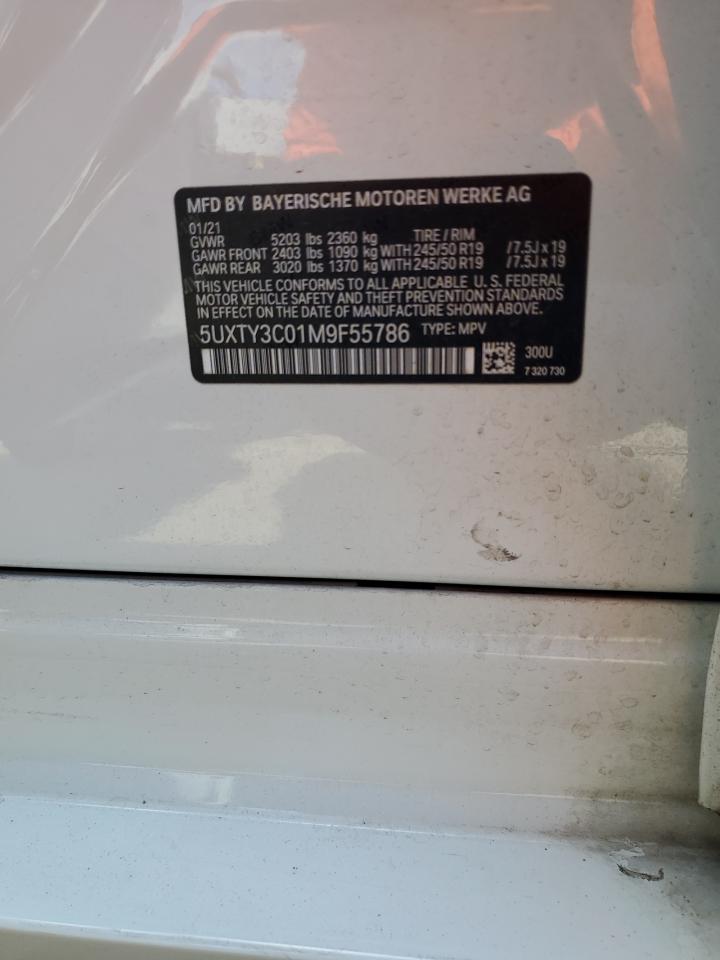 MFD BY BAYERISCHE MOTOREN WERKE AG
01/21
GVWR 5203 lbs 2360 kg TIRE / RIM
GAWR FRONT 2403 lbs 1090 kg WITH 245/50 R19 /7.5J x 19
GAWR REAR 3020 lbs 1370 kg WITH 245/50 R19 /7.5J x 19
THIS VEHICLE CONFORMS TO ALL APPLICABLE U.S. FEDERAL
MOTOR VEHICLE SAFETY AND THEFT PREVENTION STANDARDS
IN EFFECT ON THE DATE OF MANUFACTURE SHOWN ABOVE.
5UXTY3C01M9F55786 TYPE: MPV
300U
7 320 730